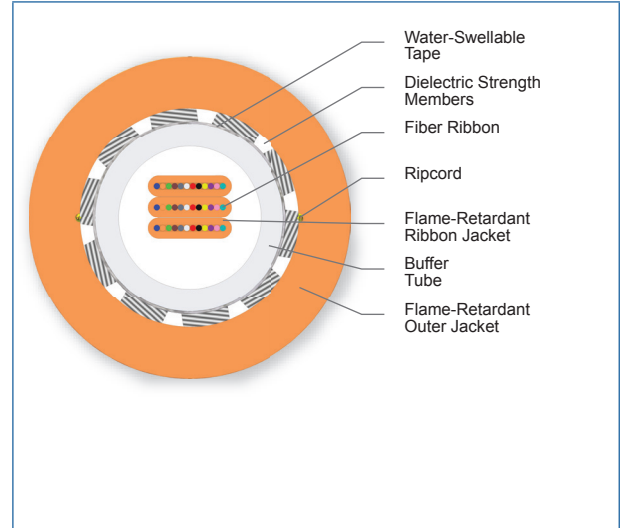 Water-Swellable
Tape
Dielectric Strength
Members
Fiber Ribbon
Ripcord
Flame-Retardant
Ribbon Jacket
Buffer
Tube
Flame-Retardant
Outer Jacket